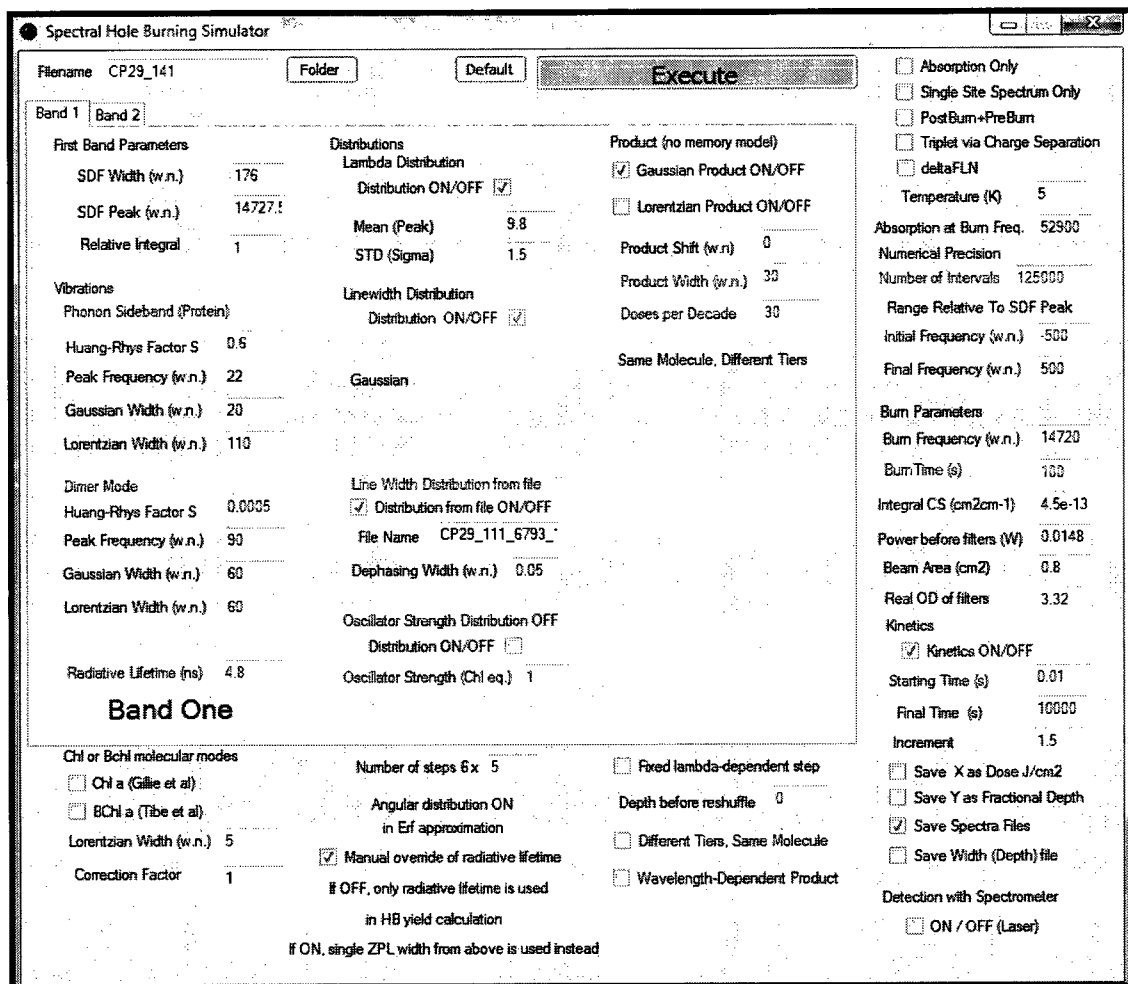 Spectral Hole Burning Simulator
Filename CP29_141 Folder Default Execute
Band 1 Band 2
First Band Parameters
SDF Width (w.n.) 176
SDF Peak (w.n.) 14727.5
Relative Integral 1
Vibrations
Phonon Sideband (Protein)
Huang-Rhys Factor S 0.6
Peak Frequency (w.n.) 22
Gaussian Width (w.n.) 20
Lorentzian Width (w.n.) 110
Dimer Mode
Huang-Rhys Factor S 0.0005
Peak Frequency (w.n.) 90
Gaussian Width (w.n.) 60
Lorentzian Width (w.n.) 60
Radiative Lifetime (ns) 4.8
Band One
Distributions
Lambda Distribution
Distribution ON/OFF
Mean (Peak) 9.8
STD (Sigma) 1.5
Linewidth Distribution
Distribution ON/OFF
Gaussian
Line Width Distribution from file
Distribution from file ON/OFF
File Name CP29_111_6793_
Dephasing Width (w.n.) 0.05
Oscillator Strength Distribution OFF
Distribution ON/OFF
Oscillator Strength (Chl eq.) 1
Product (no memory model)
Gaussian Product ON/OFF
Lorentzian Product ON/OFF
Product Shift (w.n) 0
Product Width (w.n.) 30
Doses per Decade 30
Same Molecule, Different Tiers
Chl or Bchl molecular modes
Chl a (Gillie et al)
BChl a (Tibe et al)
Lorentzian Width (w.n.) 5
Correction Factor 1
Number of steps 6 x 5
Angular distribution ON
in Erf approximation
Manual override of radiative lifetime
If OFF, only radiative lifetime is used
in HB yield calculation
If ON, single ZPL width from above is used instead
Fixed lambda-dependent step
Depth before reshuffle 0
Different Tiers, Same Molecule
Wavelength-Dependent Product
Absorption Only
Single Site Spectrum Only
PostBurn+PreBurn
Triplet via Charge Separation
deltaFLN
Temperature (K) 5
Absorption at Burn Freq. 52900
Numerical Precision
Number of Intervals 125000
Range Relative To SDF Peak
Initial Frequency (w.n.) -500
Final Frequency (w.n.) 500
Burn Parameters
Burn Frequency (w.n.) 14720
BurnTime (s) 100
Integral CS (cm2cm-1) 4.5e-13
Power before filters (W) 0.0148
Beam Area (cm2) 0.8
Real OD of filters 3.32
Kinetics
Kinetics ON/OFF
Starting Time (s) 0.01
Final Time (s) 10000
Increment 1.5
Save X as Dose J/cm2
Save Y as Fractional Depth
Save Spectra Files
Save Width (Depth) file
Detection with Spectrometer
ON / OFF (Laser)